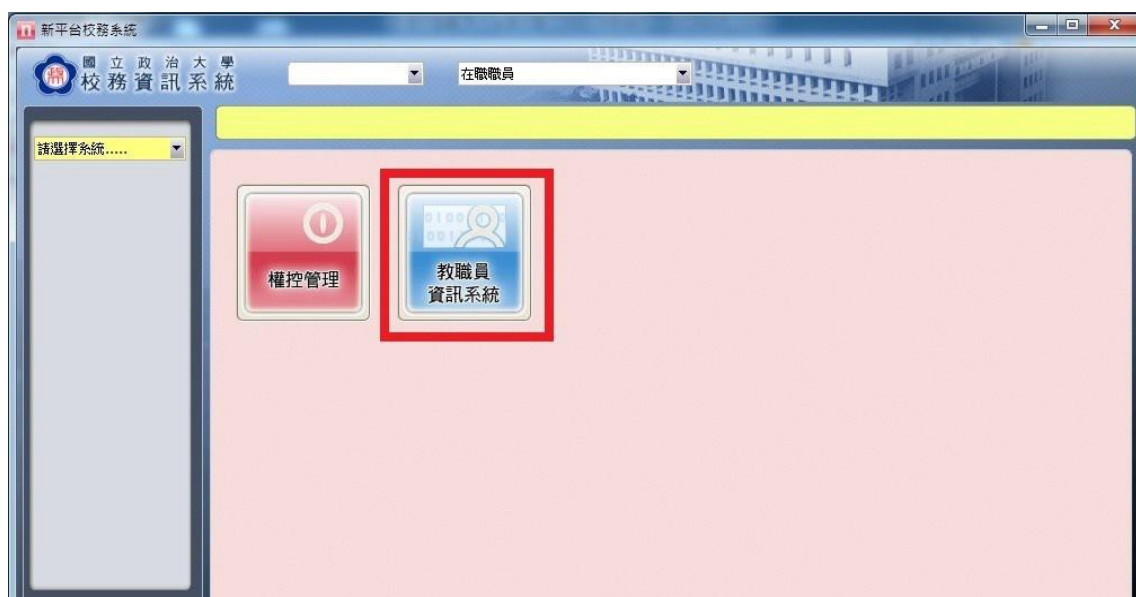 新平台校務系統
國立政治大學
校務資訊系統
在職職員
請選擇系統.....
權控管理
教職員
資訊系統